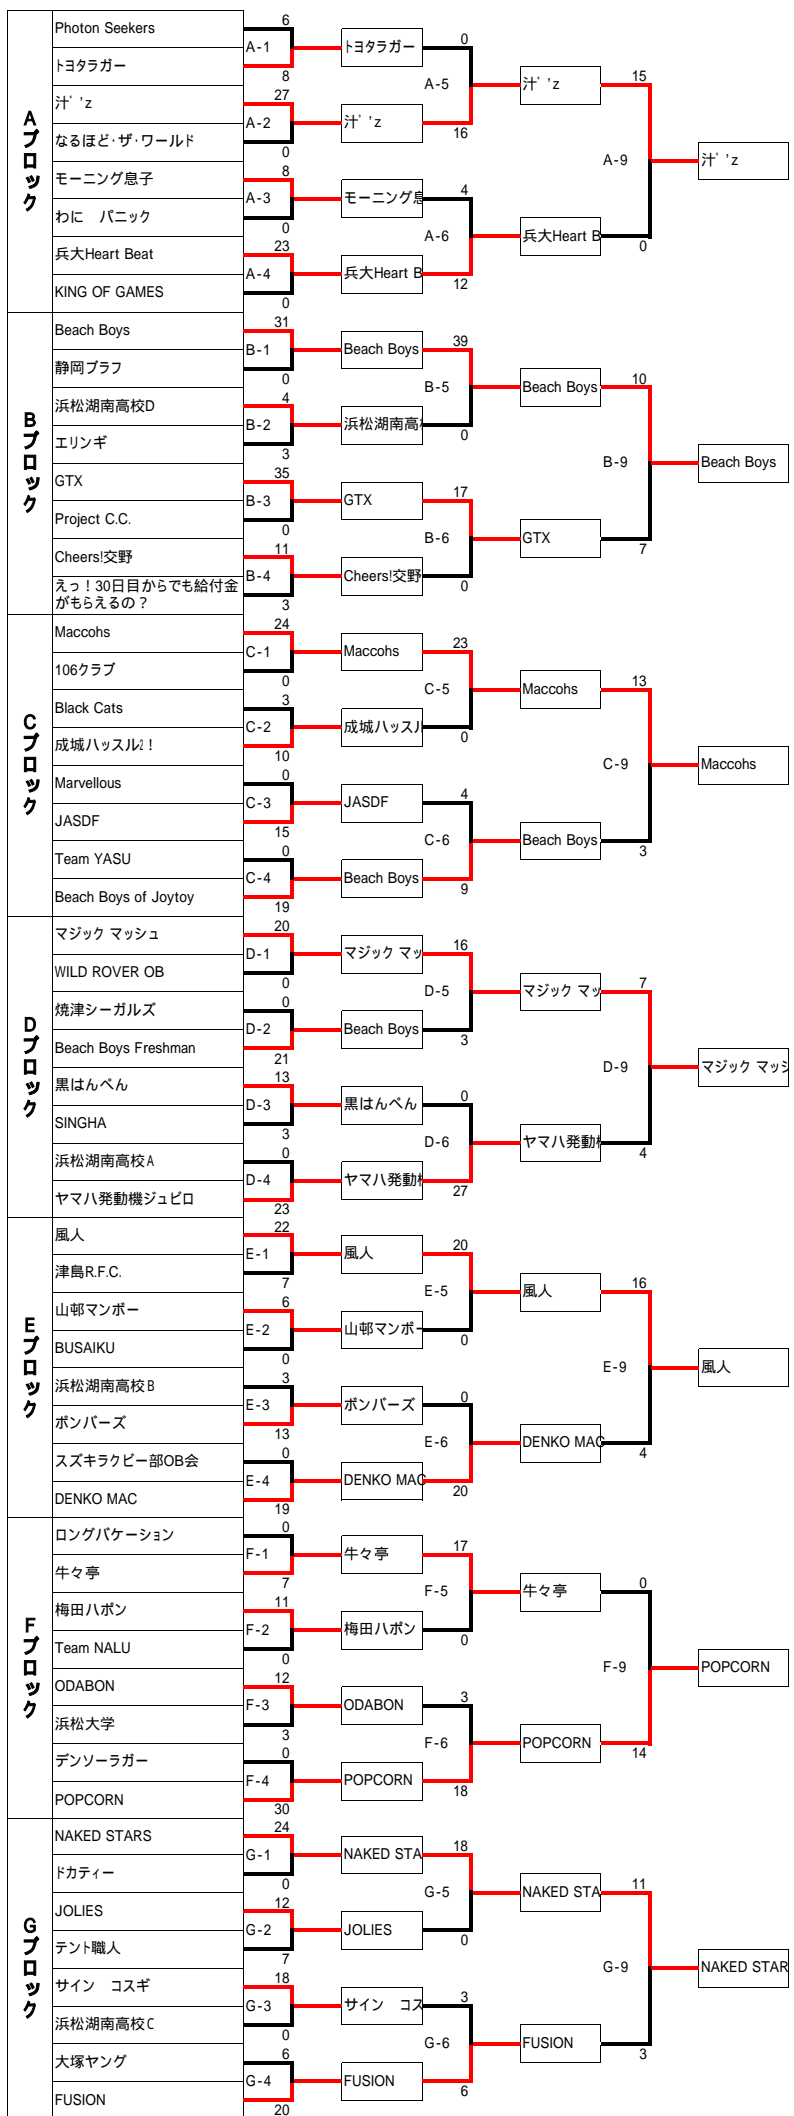 Aブロック
Photon Seekers
6
A-1
トヨタラガー
8
汁゛'z
27
A-2
なるほど・ザ・ワールド
0
モーニング息子
8
A-3
わに　パニック
0
兵大Heart Beat
23
A-4
KING OF GAMES
0
トヨタラガー
0
A-5
汁゛'z
16
モーニング息
4
A-6
兵大Heart B
12
汁゛'z
15
A-9
兵大Heart B
0
汁゛'z
Bブロック
Beach Boys
31
B-1
静岡ブラフ
0
浜松湖南高校D
4
B-2
エリンギ
3
GTX
35
B-3
Project C.C.
0
Cheers!交野
11
B-4
えっ！30日目からでも給付金
がもらえるの？
3
Beach Boys
39
B-5
浜松湖南高校
0
GTX
17
B-6
Cheers!交野
0
Beach Boys
10
B-9
GTX
7
Beach Boys
Cブロック
Maccohs
24
C-1
106クラブ
0
Black Cats
3
C-2
成城ハッスル2！
10
Marvellous
0
C-3
JASDF
15
Team YASU
0
C-4
Beach Boys of Joytoy
19
Maccohs
23
C-5
成城ハッスル
0
JASDF
4
C-6
Beach Boys
9
Maccohs
13
C-9
Beach Boys
3
Maccohs
Dブロック
マジック マッシュ
20
D-1
WILD ROVER OB
0
焼津シーガルズ
0
D-2
Beach Boys Freshman
21
黒はんぺん
13
D-3
SINGHA
3
浜松湖南高校A
0
D-4
ヤマハ発動機ジュビロ
23
マジック マッ
16
D-5
Beach Boys
3
黒はんぺん
0
D-6
ヤマハ発動機
27
マジック マッ
7
D-9
ヤマハ発動機
4
マジック マッシ
Eブロック
風人
22
E-1
津島R.F.C.
7
山邨マンボー
6
E-2
BUSAIKU
0
浜松湖南高校B
3
E-3
ボンバーズ
13
スズキラクビー部OB会
0
E-4
DENKO MAC
19
風人
20
E-5
山邨マンボー
0
ボンバーズ
0
E-6
DENKO MAC
20
風人
16
E-9
DENKO MAC
4
風人
Fブロック
ロングバケーション
0
F-1
牛々亭
7
梅田ハポン
11
F-2
Team NALU
0
ODABON
12
F-3
浜松大学
3
デンソーラガー
0
F-4
POPCORN
30
牛々亭
17
F-5
梅田ハポン
0
ODABON
3
F-6
POPCORN
18
牛々亭
0
F-9
POPCORN
14
POPCORN
Gブロック
NAKED STARS
24
G-1
ドカティー
0
JOLIES
12
G-2
テント職人
7
サイン　コスギ
18
G-3
浜松湖南高校C
0
大塚ヤング
6
G-4
FUSION
20
NAKED STA
18
G-5
JOLIES
0
サイン　コス
3
G-6
FUSION
6
NAKED STA
11
G-9
FUSION
3
NAKED STAR